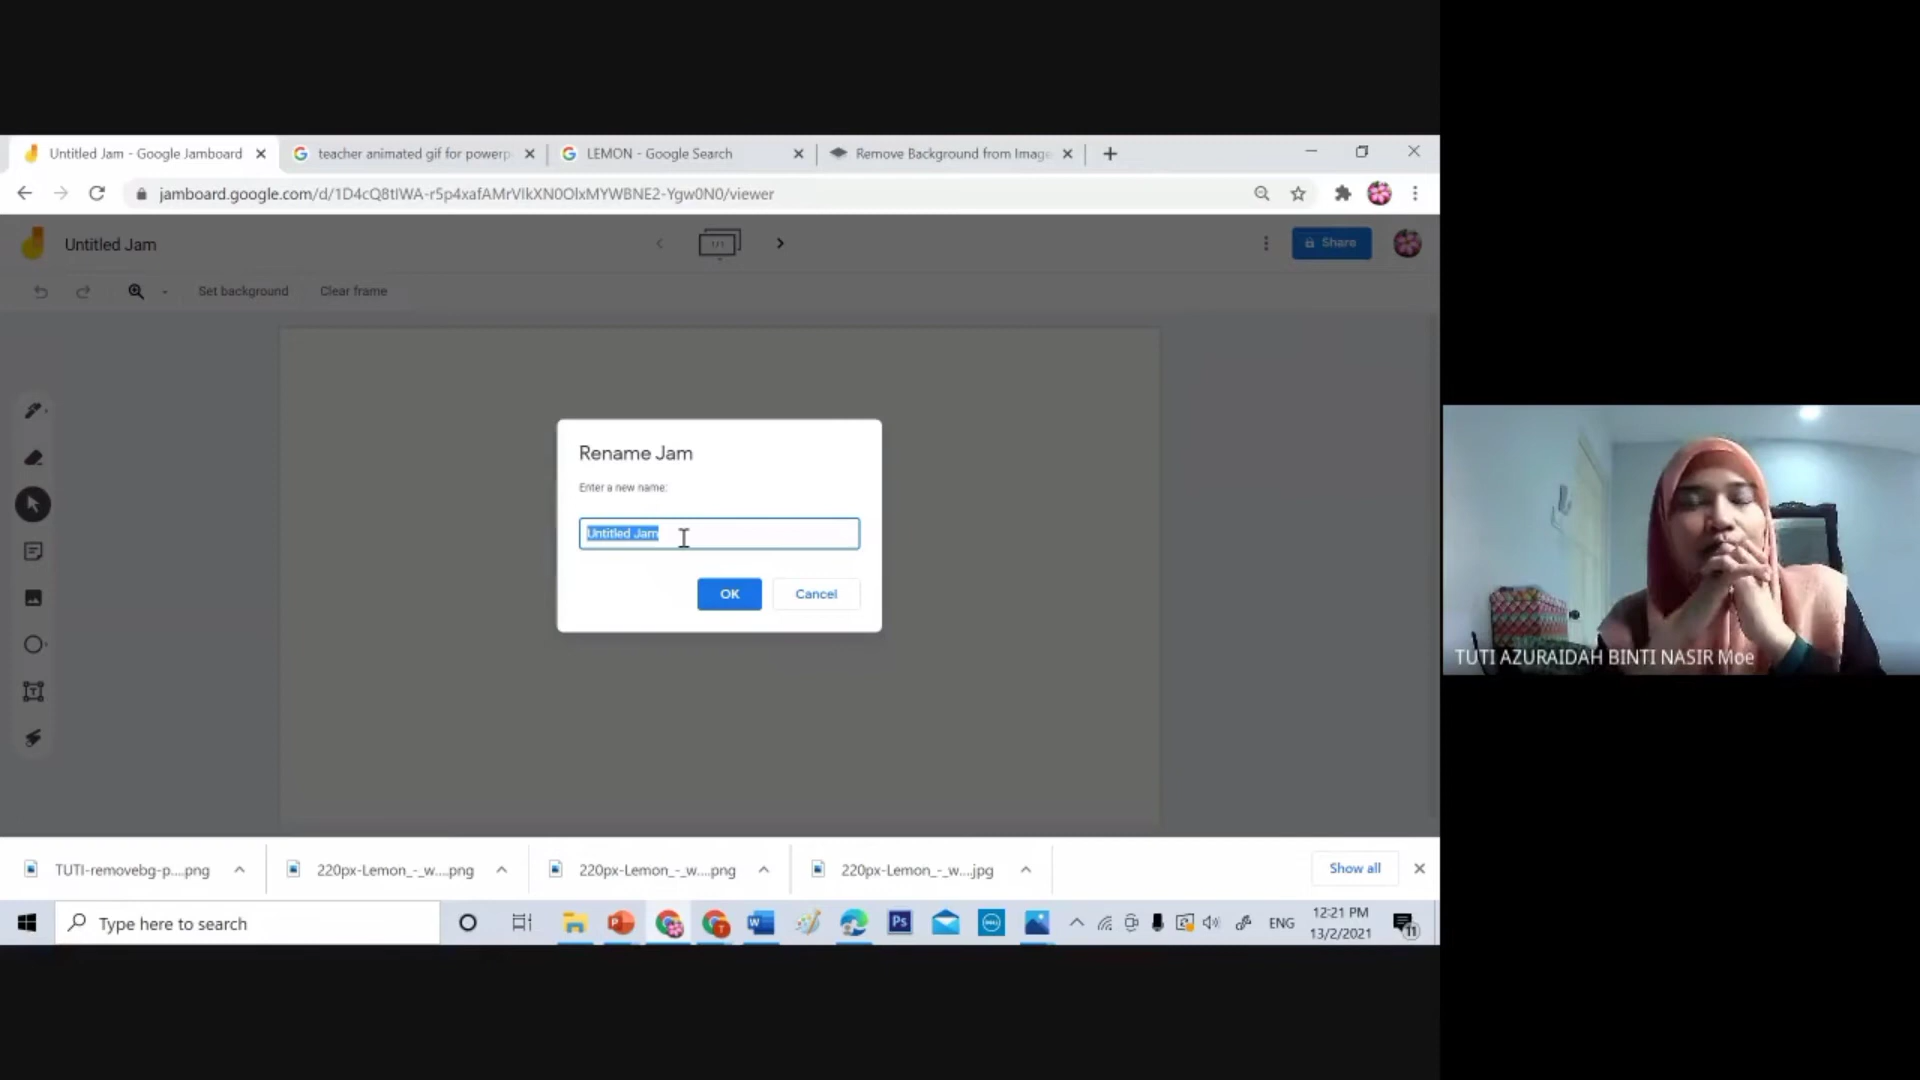 Untitled Jam - Google Jamboard
teacher animated gif for powerp
LEMON - Google Search
Remove Background from Image
jamboard.google.com/d/1D4cQ8tIWA-r5p4xafAMrVIkXN0OlxMYWBNE2-Ygw0N0/viewer
Untitled Jam
1/1
Share
Set background
Clear frame
Rename Jam
Enter a new name:
Untitled Jam
OK
Cancel
TUTI AZURAIDAH BINTI NASIR Moe
TUTI-removebg-p....png
220px-Lemon_-_w....png
220px-Lemon_-_w....png
220px-Lemon_-_w....jpg
Show all
Type here to search
ENG
12:21 PM
13/2/2021
11